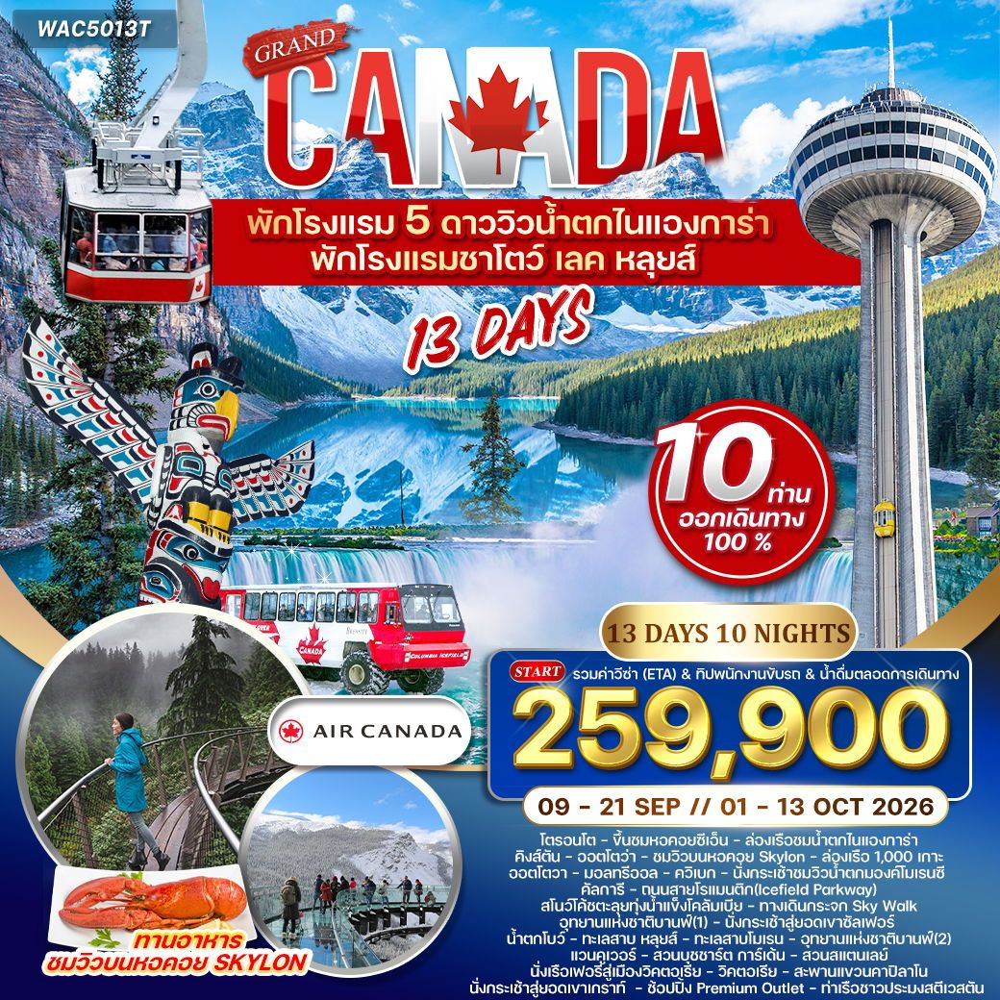 WAC5013T
GRAND
CANADA
พักโรงแรม 5 ดาววิวน้ำตกไนแองการ่า
พักโรงแรมชาโตว์ เลค หลุยส์
13 DAYS
10 ท่าน
ออกเดินทาง
100 %
CANADA
COLUMBIA ICEFIELD
13 DAYS 10 NIGHTS
START รวมค่าวีซ่า (ETA) & ทิปพนักงานขับรถ & น้ำดื่มตลอดการเดินทาง
259,900
AIR CANADA
09 - 21 SEP // 01 - 13 OCT 2026
โตรอนโต - ขึ้นชมหอคอยซีเอ็น - ล่องเรือชมน้ำตกไนแองการ่า
คิงส์ตัน - ออตโตว่า - ชมวิวบนหอคอย Skylon - ล่องเรือ 1,000 เกาะ
ออตโตวา - มอลทรีออล - ควิเบก - นั่งกระเช้าชมวิวน้ำตกมองค์โมเรนซี
คัลการี - ถนนสายโรแมนติก(Icefield Parkway)
สโนว์โค้ชตะลุยทุ่งน้ำแข็งโคลัมเบีย - ทางเดินกระจก Sky Walk
อุทยานแห่งชาติบานฟ์(1) - นั่งกระเช้าสู่ยอดเขาซัลเฟอร์
น้ำตกโบว์ - ทะเลสาบ หลุยส์ - ทะเลสาบโมเรน - อุทยานแห่งชาติบานฟ์(2)
แวนคูเวอร์ - สวนบุชชาร์ต การ์เด้น - สวนสแตนเลย์
นั่งเรือเฟอร์รี่สู่เมืองวิคตอเรีย - วิคตอเรีย - สะพานแขวนคาปิลาโน
นั่งกระเช้าสู่ยอดเขาเกราท์ - ช้อปปิ้ง Premium Outlet - ท่าเรือชาวประมงสตีเวสตัน
ทานอาหาร
ชมวิวบนหอคอย SKYLON